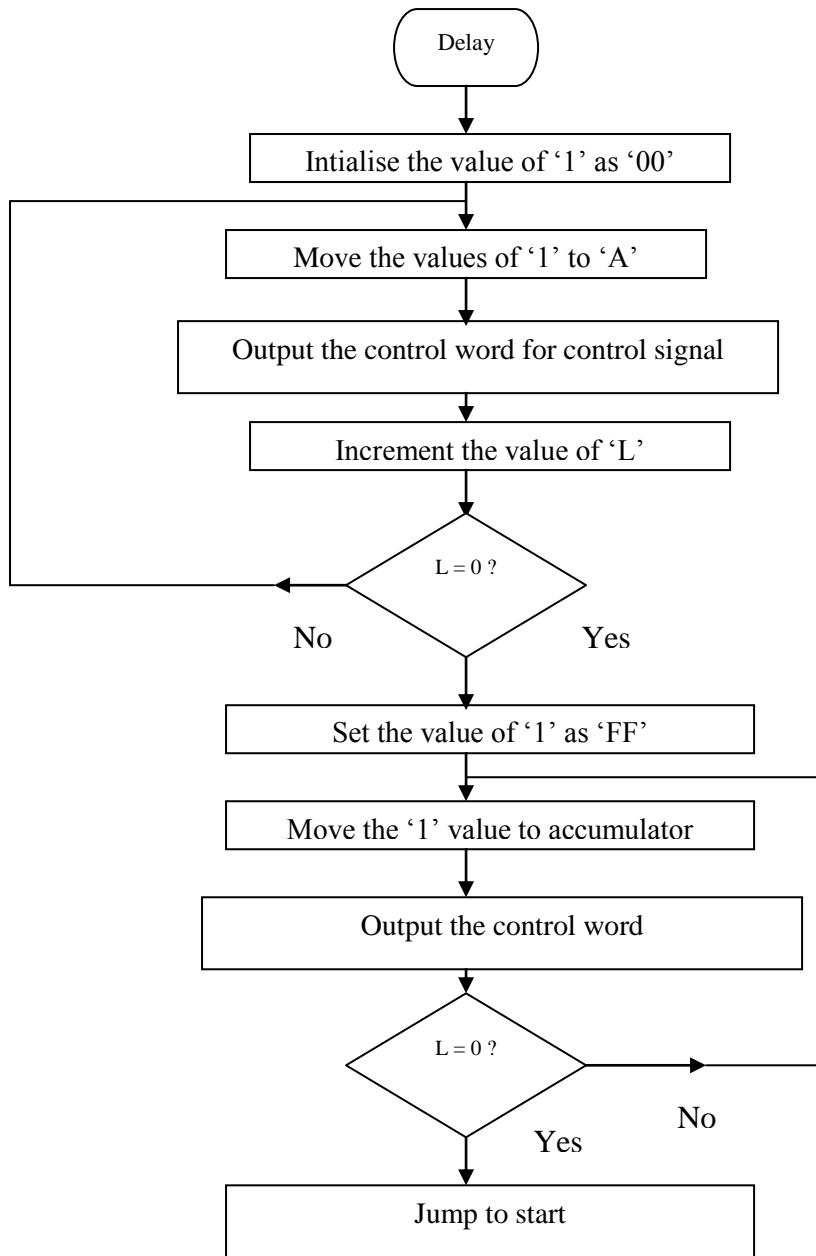 Delay
Intialise the value of ‘1’ as ‘00’
Move the values of ‘1’ to ‘A’
Output the control word for control signal
Increment the value of ‘L’
L = 0 ?
No
Yes
Set the value of ‘1’ as ‘FF’
Move the ‘1’ value to accumulator
Output the control word
L = 0 ?
No
Yes
Jump to start